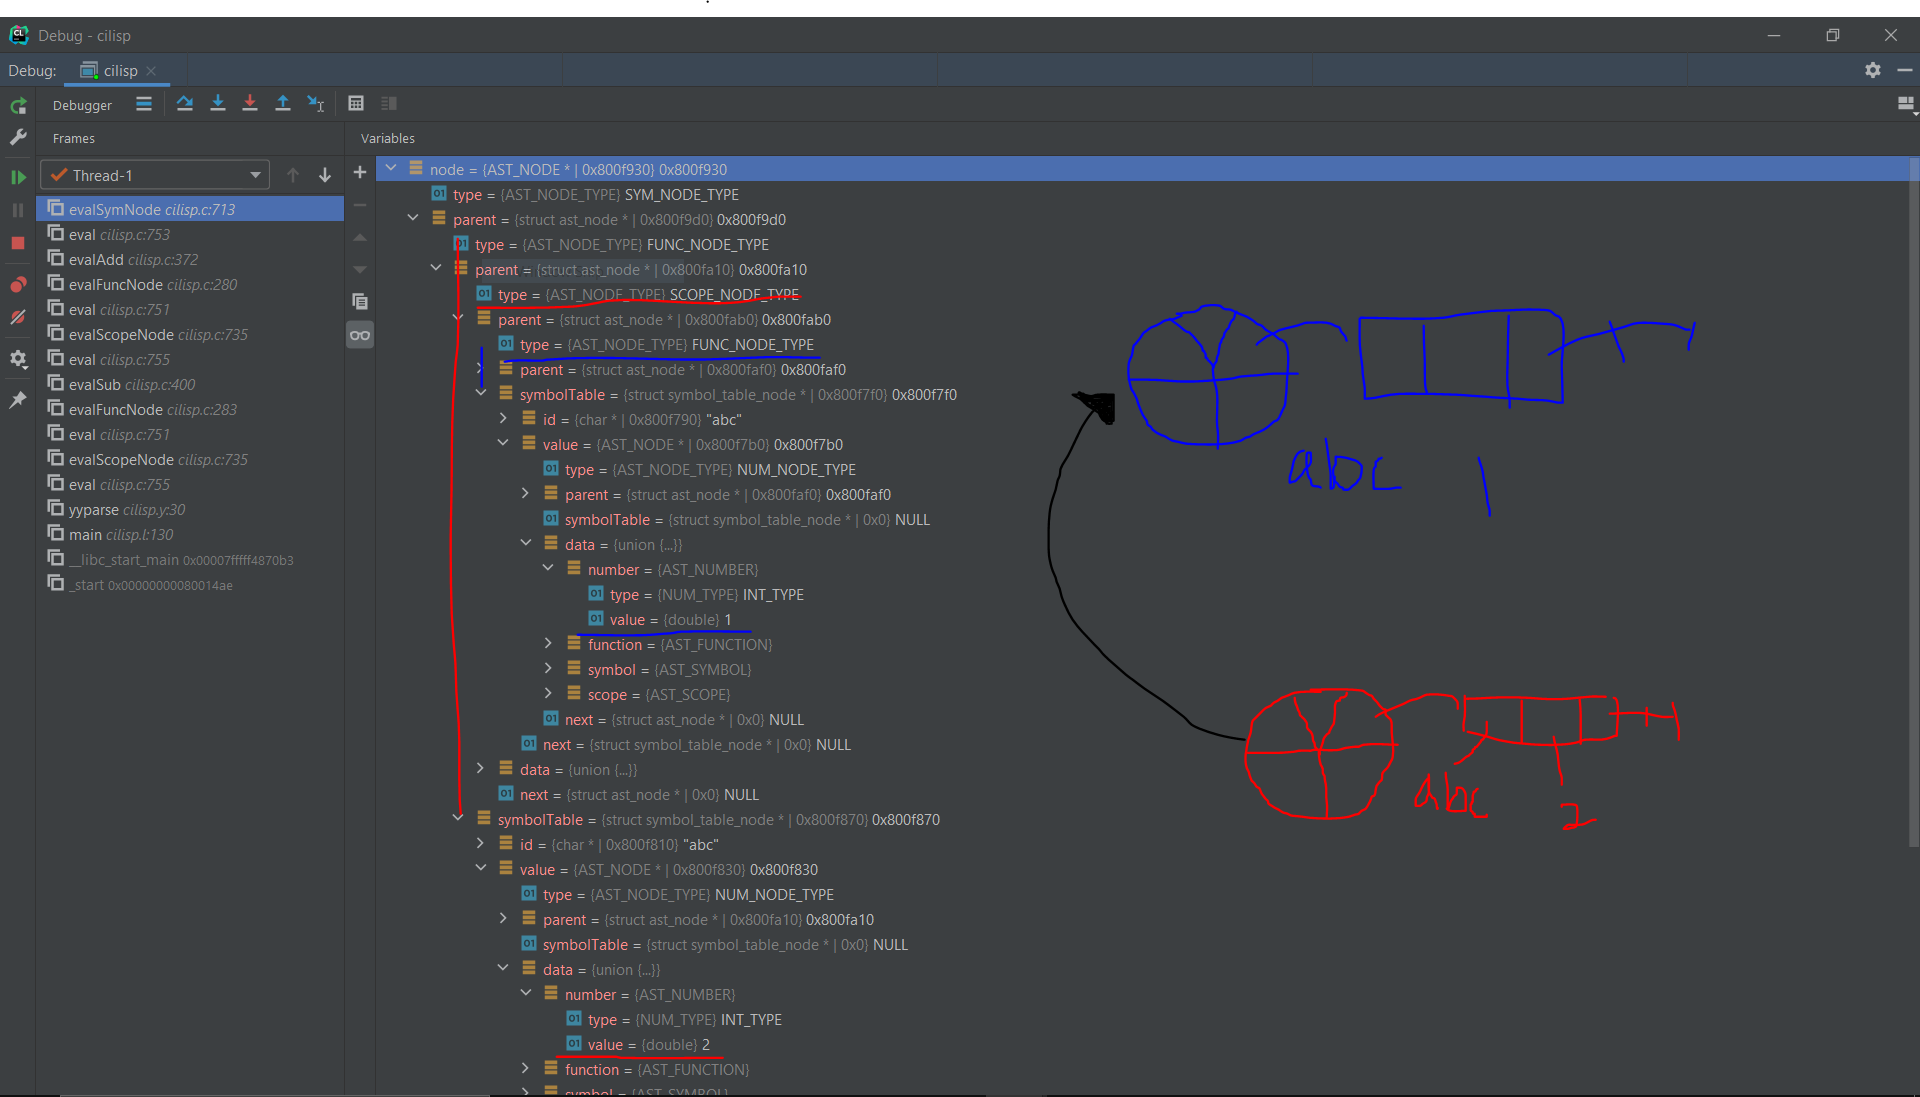 Debug - cilisp
Debug: cilisp
Debugger
Frames
Variables
Thread-1
evalSymNode cilisp.c:713
eval cilisp.c:753
evalAdd cilisp.c:372
evalFuncNode cilisp.c:280
eval cilisp.c:751
evalScopeNode cilisp.c:735
eval cilisp.c:755
evalSub cilisp.c:400
evalFuncNode cilisp.c:283
eval cilisp.c:751
evalScopeNode cilisp.c:735
eval cilisp.c:755
yyparse cilisp.y:30
main cilisp.l:130
__libc_start_main 0x00007fffff4870b3
_start 0x00000000080014ae
node = {AST_NODE * | 0x800f930} 0x800f930
type = {AST_NODE_TYPE} SYM_NODE_TYPE
parent = {struct ast_node * | 0x800f9d0} 0x800f9d0
type = {AST_NODE_TYPE} FUNC_NODE_TYPE
parent = {struct ast_node * | 0x800fa10} 0x800fa10
type = {AST_NODE_TYPE} SCOPE_NODE_TYPE
parent = {struct ast_node * | 0x800fab0} 0x800fab0
type = {AST_NODE_TYPE} FUNC_NODE_TYPE
parent = {struct ast_node * | 0x800faf0} 0x800faf0
symbolTable = {struct symbol_table_node * | 0x800f7f0} 0x800f7f0
id = {char * | 0x800f790} "abc"
value = {AST_NODE * | 0x800f7b0} 0x800f7b0
type = {AST_NODE_TYPE} NUM_NODE_TYPE
parent = {struct ast_node * | 0x800faf0} 0x800faf0
symbolTable = {struct symbol_table_node * | 0x0} NULL
data = {union {...}}
number = {AST_NUMBER}
type = {NUM_TYPE} INT_TYPE
value = {double} 1
function = {AST_FUNCTION}
symbol = {AST_SYMBOL}
scope = {AST_SCOPE}
next = {struct ast_node * | 0x0} NULL
next = {struct symbol_table_node * | 0x0} NULL
data = {union {...}}
next = {struct ast_node * | 0x0} NULL
symbolTable = {struct symbol_table_node * | 0x800f870} 0x800f870
id = {char * | 0x800f810} "abc"
value = {AST_NODE * | 0x800f830} 0x800f830
type = {AST_NODE_TYPE} NUM_NODE_TYPE
parent = {struct ast_node * | 0x800fa10} 0x800fa10
symbolTable = {struct symbol_table_node * | 0x0} NULL
data = {union {...}}
number = {AST_NUMBER}
type = {NUM_TYPE} INT_TYPE
value = {double} 2
function = {AST_FUNCTION}
symbol = {AST_SYMBOL}
abc 1
abc 2